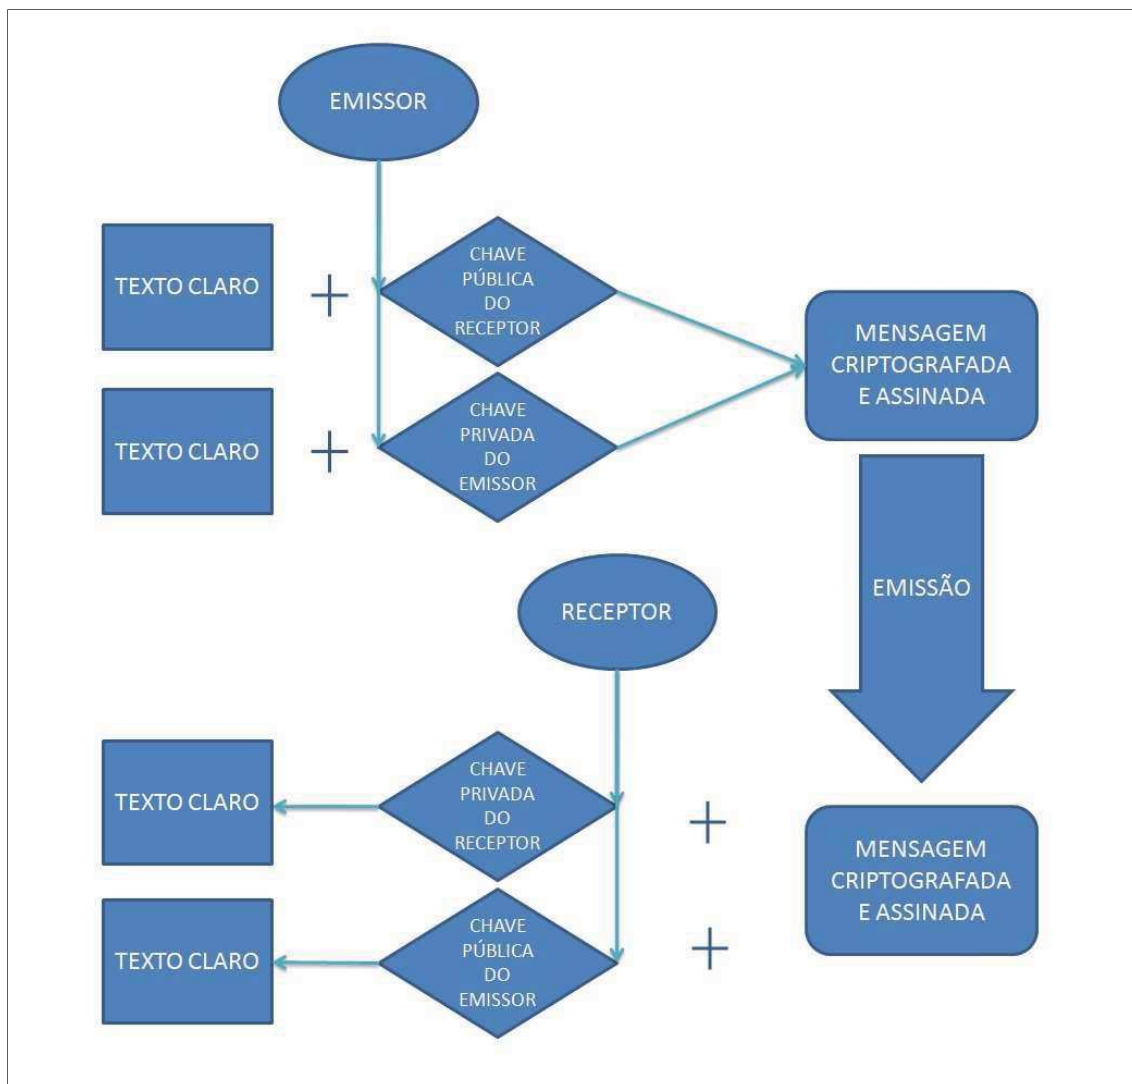 EMISSOR
TEXTO CLARO
+
CHAVE
PÚBLICA
DO
RECEPTOR
MENSAGEM
CRIPTOGRAFADA
E ASSINADA
TEXTO CLARO
+
CHAVE
PRIVADA
DO
EMISSOR
EMISSÃO
RECEPTOR
TEXTO CLARO
CHAVE
PRIVADA
DO
RECEPTOR
+
MENSAGEM
CRIPTOGRAFADA
E ASSINADA
TEXTO CLARO
CHAVE
PÚBLICA
DO
EMISSOR
+